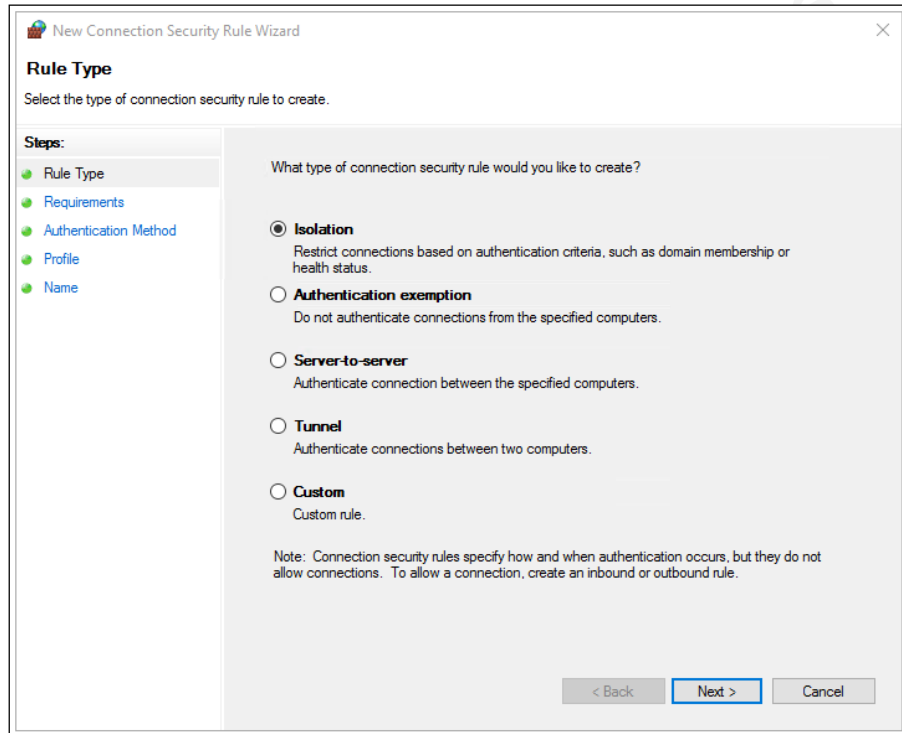 New Connection Security Rule Wizard
Rule Type
Select the type of connection security rule to create.
Steps:
Rule Type
Requirements
Authentication Method
Profile
Name
What type of connection security rule would you like to create?
Isolation
Restrict connections based on authentication criteria, such as domain membership or
health status.
Authentication exemption
Do not authenticate connections from the specified computers.
Server-to-server
Authenticate connection between the specified computers.
Tunnel
Authenticate connections between two computers.
Custom
Custom rule.
Note: Connection security rules specify how and when authentication occurs, but they do not
allow connections. To allow a connection, create an inbound or outbound rule.
< Back
Next >
Cancel